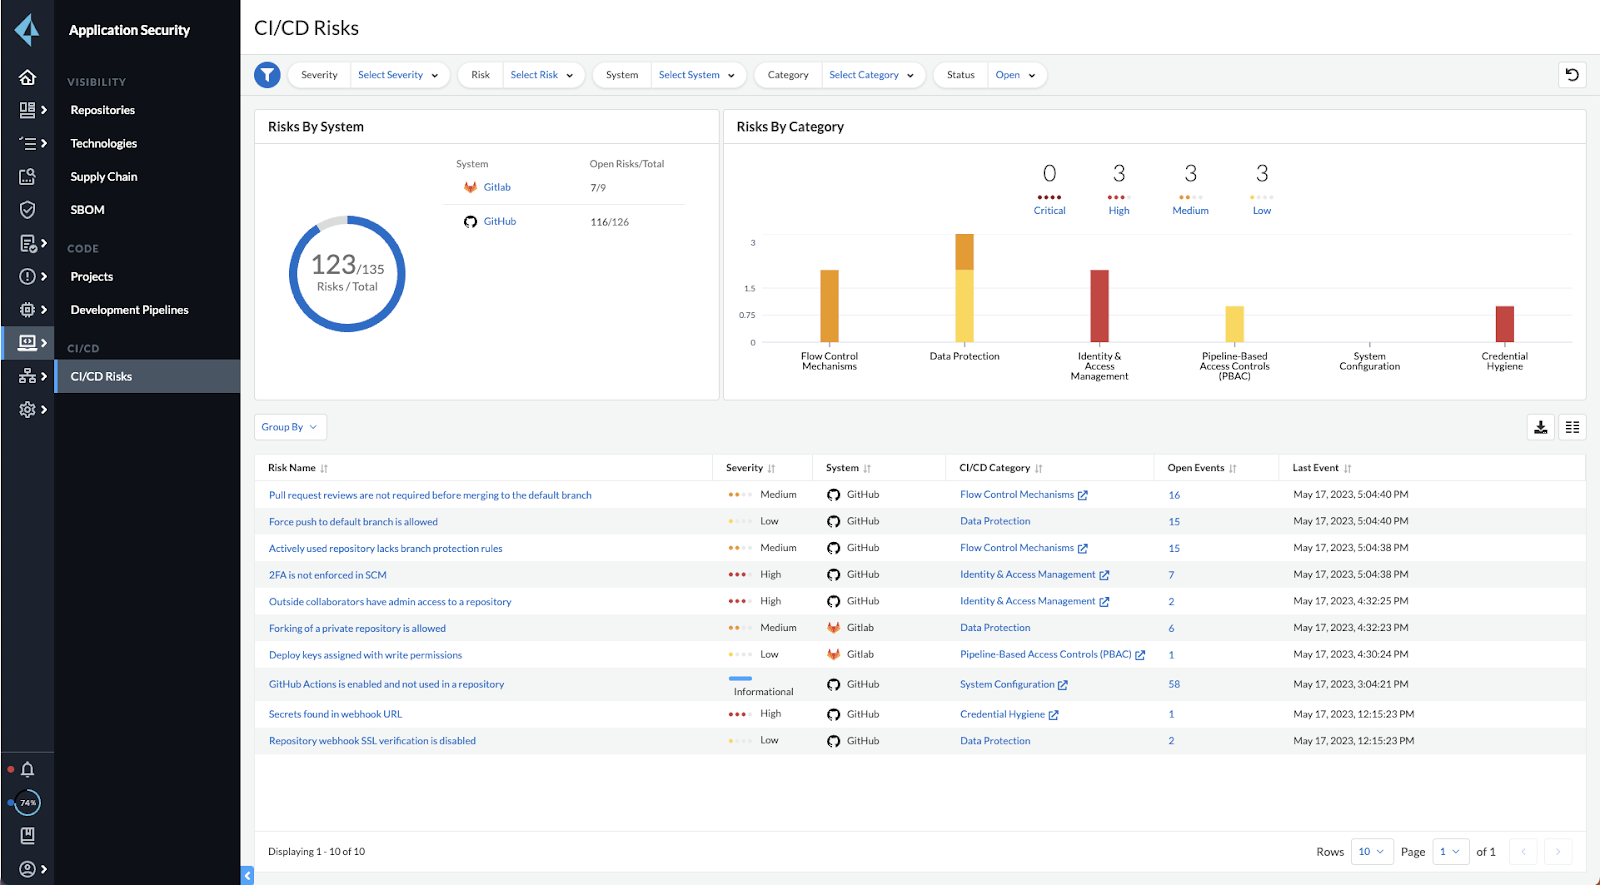 Application Security
VISIBILITY
Repositories
Technologies
Supply Chain
SBOM
CODE
Projects
Development Pipelines
CI/CD
CI/CD Risks
74%
CI/CD Risks
Severity Select Severity
Risk Select Risk
System Select System
Category Select Category
Status Open
Risks By System
123/135
Risks / Total
System Open Risks/Total
Gitlab 7/9
GitHub 116/126
Risks By Category
0 3 3 3
Critical High Medium Low
3
1.5
0.75
0
Flow Control
Mechanisms
Data Protection
Identity &
Access
Management
Pipeline-Based
Access Controls
(PBAC)
System
Configuration
Credential
Hygiene
Group By
Risk Name Severity System CI/CD Category Open Events Last Event
Pull request reviews are not required before merging to the default branch Medium GitHub Flow Control Mechanisms 16 May 17, 2023, 5:04:40 PM
Force push to default branch is allowed Low GitHub Data Protection 15 May 17, 2023, 5:04:40 PM
Actively used repository lacks branch protection rules Medium GitHub Flow Control Mechanisms 15 May 17, 2023, 5:04:38 PM
2FA is not enforced in SCM High GitHub Identity & Access Management 7 May 17, 2023, 5:04:38 PM
Outside collaborators have admin access to a repository High GitHub Identity & Access Management 2 May 17, 2023, 4:32:25 PM
Forking of a private repository is allowed Medium Gitlab Data Protection 6 May 17, 2023, 4:32:23 PM
Deploy keys assigned with write permissions Low Gitlab Pipeline-Based Access Controls (PBAC) 1 May 17, 2023, 4:30:24 PM
GitHub Actions is enabled and not used in a repository Informational GitHub System Configuration 58 May 17, 2023, 3:04:21 PM
Secrets found in webhook URL High GitHub Credential Hygiene 1 May 17, 2023, 12:15:23 PM
Repository webhook SSL verification is disabled Low GitHub Data Protection 2 May 17, 2023, 12:15:23 PM
Displaying 1 - 10 of 10
Rows 10 Page 1 of 1